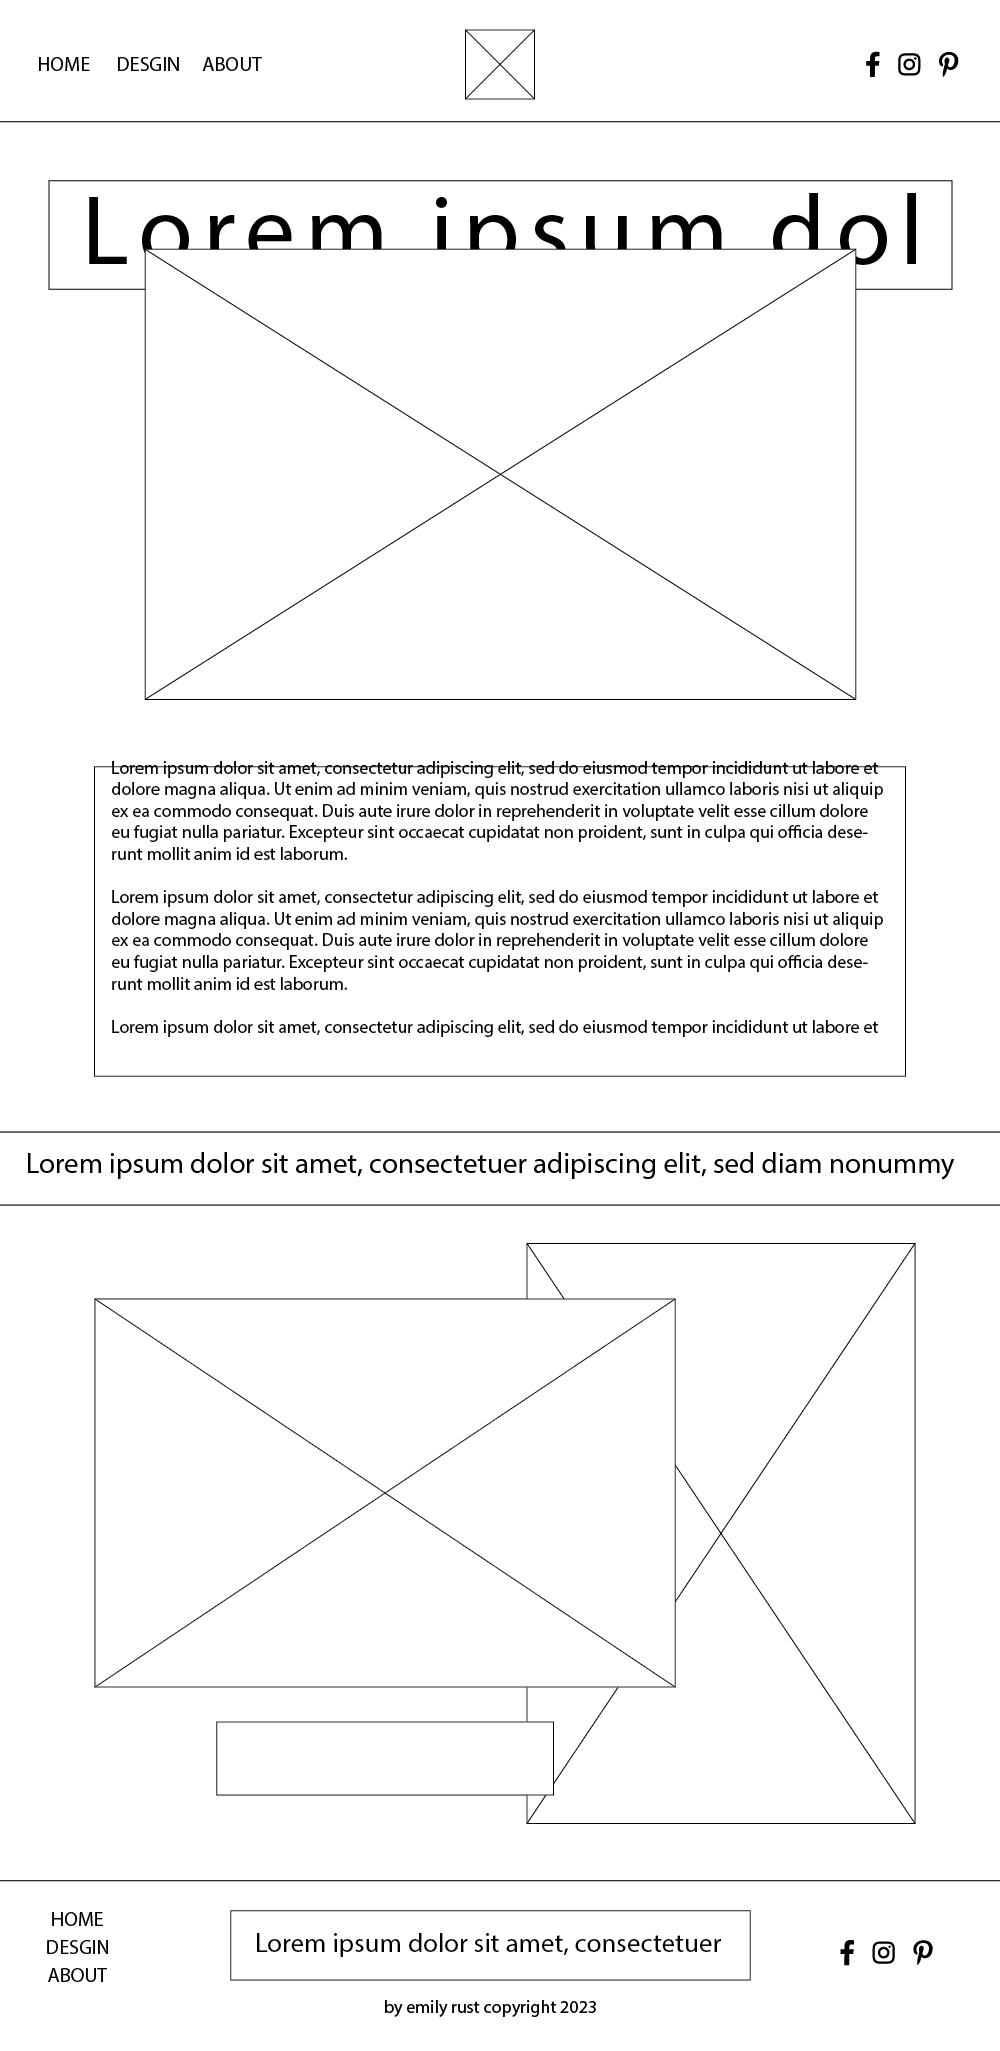 HOME DESGIN ABOUT
Lorem ipsum dol
Lorem ipsum dolor sit amet, consectetur adipiscing elit, sed do eiusmod tempor incididunt ut labore et
dolore magna aliqua. Ut enim ad minim veniam, quis nostrud exercitation ullamco laboris nisi ut aliquip
ex ea commodo consequat. Duis aute irure dolor in reprehenderit in voluptate velit esse cillum dolore
eu fugiat nulla pariatur. Excepteur sint occaecat cupidatat non proident, sunt in culpa qui officia dese-
runt mollit anim id est laborum.
Lorem ipsum dolor sit amet, consectetur adipiscing elit, sed do eiusmod tempor incididunt ut labore et
dolore magna aliqua. Ut enim ad minim veniam, quis nostrud exercitation ullamco laboris nisi ut aliquip
ex ea commodo consequat. Duis aute irure dolor in reprehenderit in voluptate velit esse cillum dolore
eu fugiat nulla pariatur. Excepteur sint occaecat cupidatat non proident, sunt in culpa qui officia dese-
runt mollit anim id est laborum.
Lorem ipsum dolor sit amet, consectetur adipiscing elit, sed do eiusmod tempor incididunt ut labore et
Lorem ipsum dolor sit amet, consectetuer adipiscing elit, sed diam nonummy
HOME
DESGIN
ABOUT
Lorem ipsum dolor sit amet, consectetuer
by emily rust copyright 2023